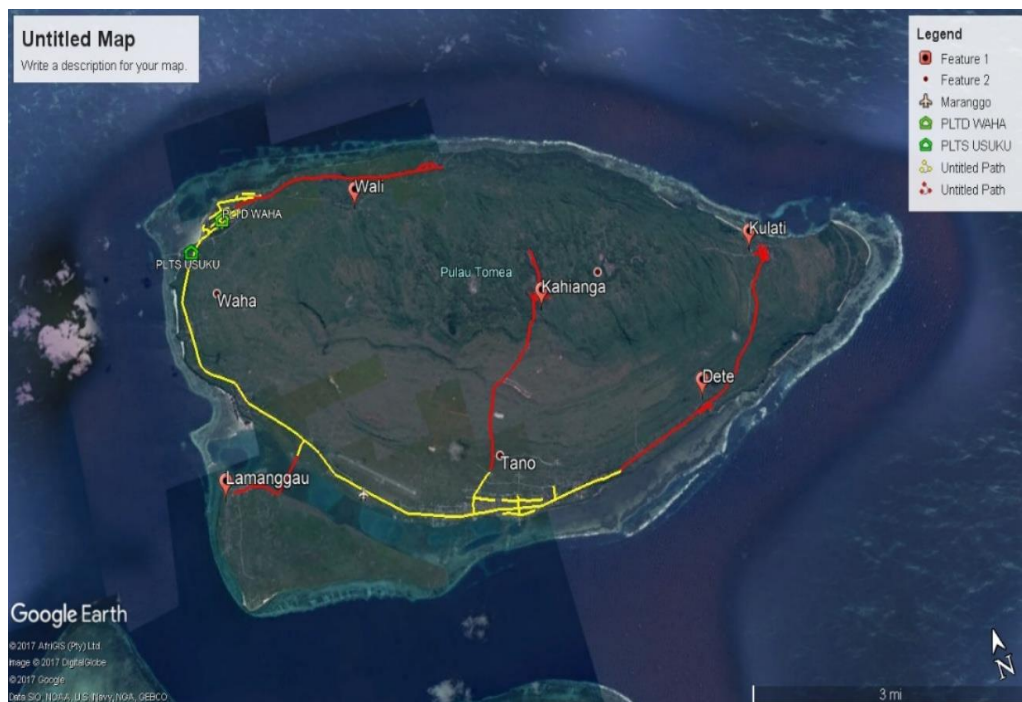 Untitled Map
Write a description for your map.
Legend
Feature 1
Feature 2
Maranggo
PLTD WAHA
PLTS USUKU
Untitled Path
Untitled Path
Wali
PLTD WAHA
Kulati
PLTS USUKU
Pulau Tomea
Kahianga
Waha
Dete
Tano
Lamanggau
Google Earth
© 2017 AfriGIS (Pty) Ltd.
Image © 2017 DigitalGlobe
© 2017 Google
Data SIO, NOAA, U.S. Navy, NGA, GEBCO
N
3 mi